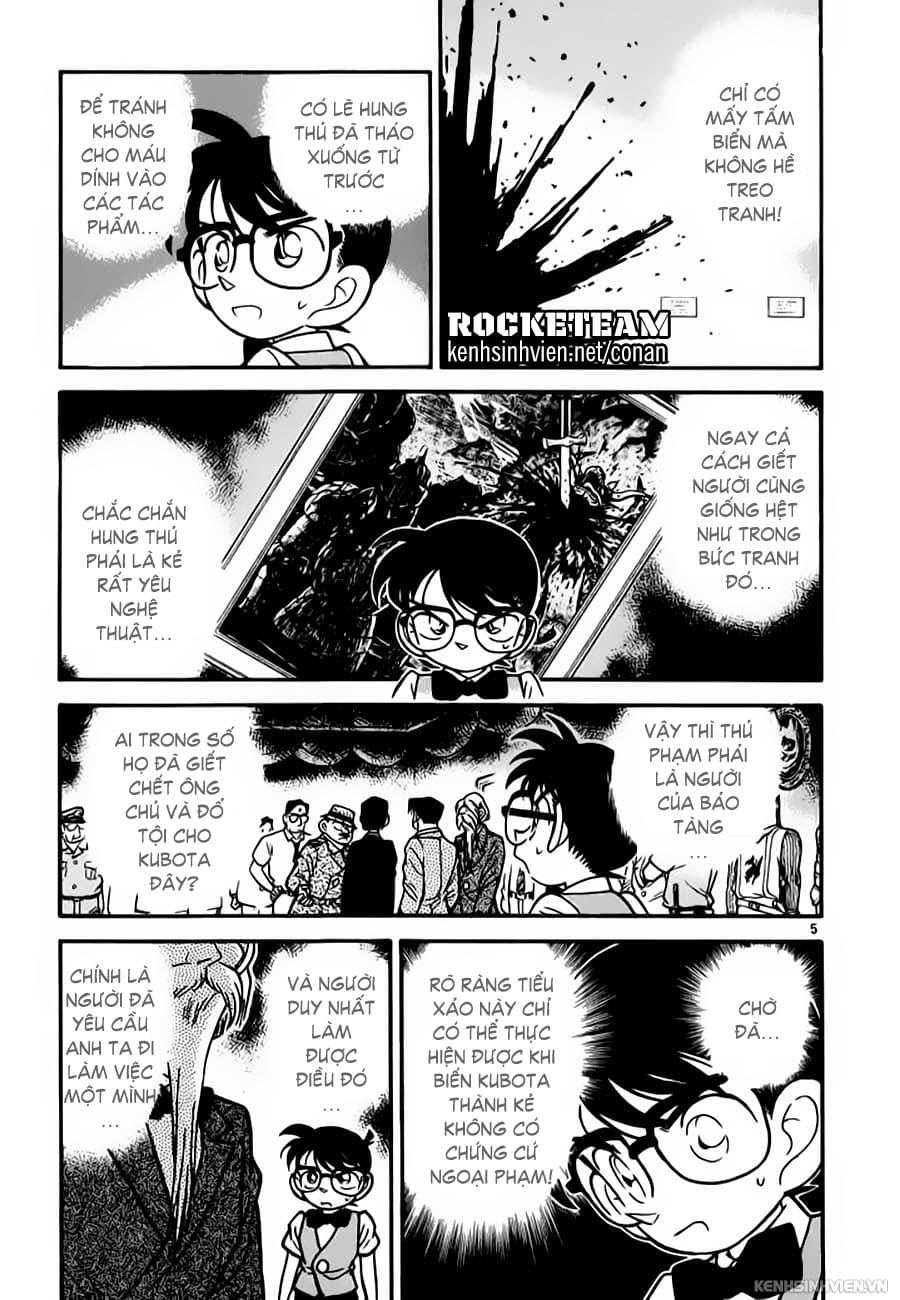 CHỈ CÓ
MẤY TẤM
BIỂN MÀ
KHÔNG HỀ
TREO
TRANH!
CÓ LẼ HUNG
THỦ ĐÃ THÁO
XUỐNG TỪ
TRƯỚC
...
ĐỂ TRÁNH
KHÔNG
CHO MÁU
DÍNH VÀO
CÁC TÁC
PHẨM...
ROCKETEAM
kenhsinhvien.net/conan
NGAY CẢ
CÁCH GIẾT
NGƯỜI CŨNG
GIỐNG HỆT
NHƯ TRONG
BỨC TRANH
ĐÓ...
CHẮC CHẮN
HUNG THỦ
PHẢI LÀ KẺ
RẤT YÊU
NGHỆ
THUẬT...
VẬY THÌ THỦ
PHẠM PHẢI
LÀ NGƯỜI
CỦA BẢO
TÀNG
...
AI TRONG SỐ
HỌ ĐÃ GIẾT
CHẾT ÔNG
CHỦ VÀ ĐỔ
TỘI CHO
KUBOTA
ĐÂY?
5
CHỜ
ĐÃ...
RÕ RÀNG TIỂU
XẢO NÀY CHỈ
CÓ THỂ THỰC
HIỆN ĐƯỢC KHI
BIẾN KUBOTA
THÀNH KẺ
KHÔNG CÓ
CHỨNG CỨ
NGOẠI PHẠM!
VÀ NGƯỜI
DUY NHẤT
LÀM
ĐƯỢC
ĐIỀU ĐÓ
...
CHÍNH LÀ
NGƯỜI ĐÃ
YÊU CẦU
ANH TA ĐI
LÀM VIỆC
MỘT MÌNH
...
KENHSINHVIEN.VN